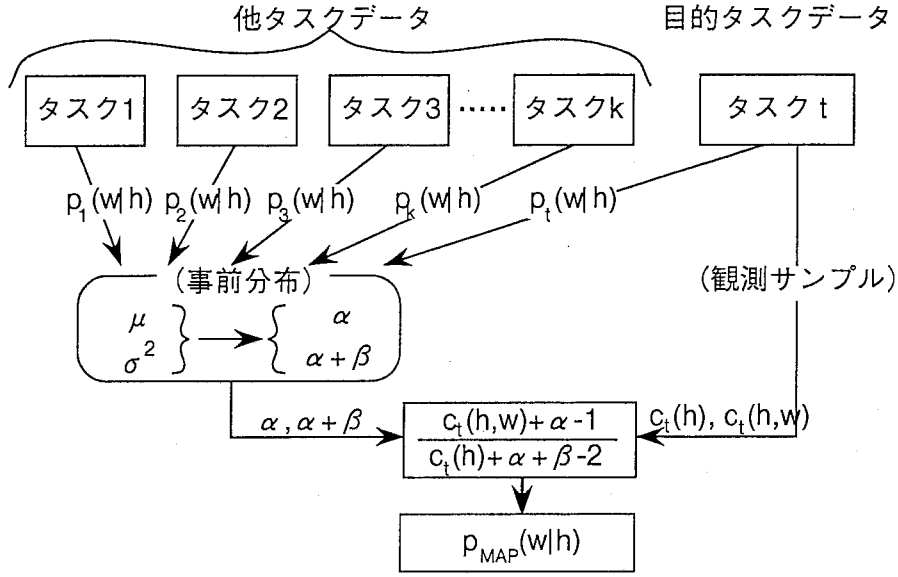 他タスクデータ
目的タスクデータ
タスク1
タスク2
タスク3
.....
タスクk
タスクt
p₁(w|h)
p₂(w|h)
p₃(w|h)
pₖ(w|h)
pₜ(w|h)
(事前分布)
(観測サンプル)
μ
α
σ²
α+β
α,α+β
cₜ(h,w)+α-1
cₜ(h), cₜ(h,w)
cₜ(h)+α+β-2
p_MAP(w|h)